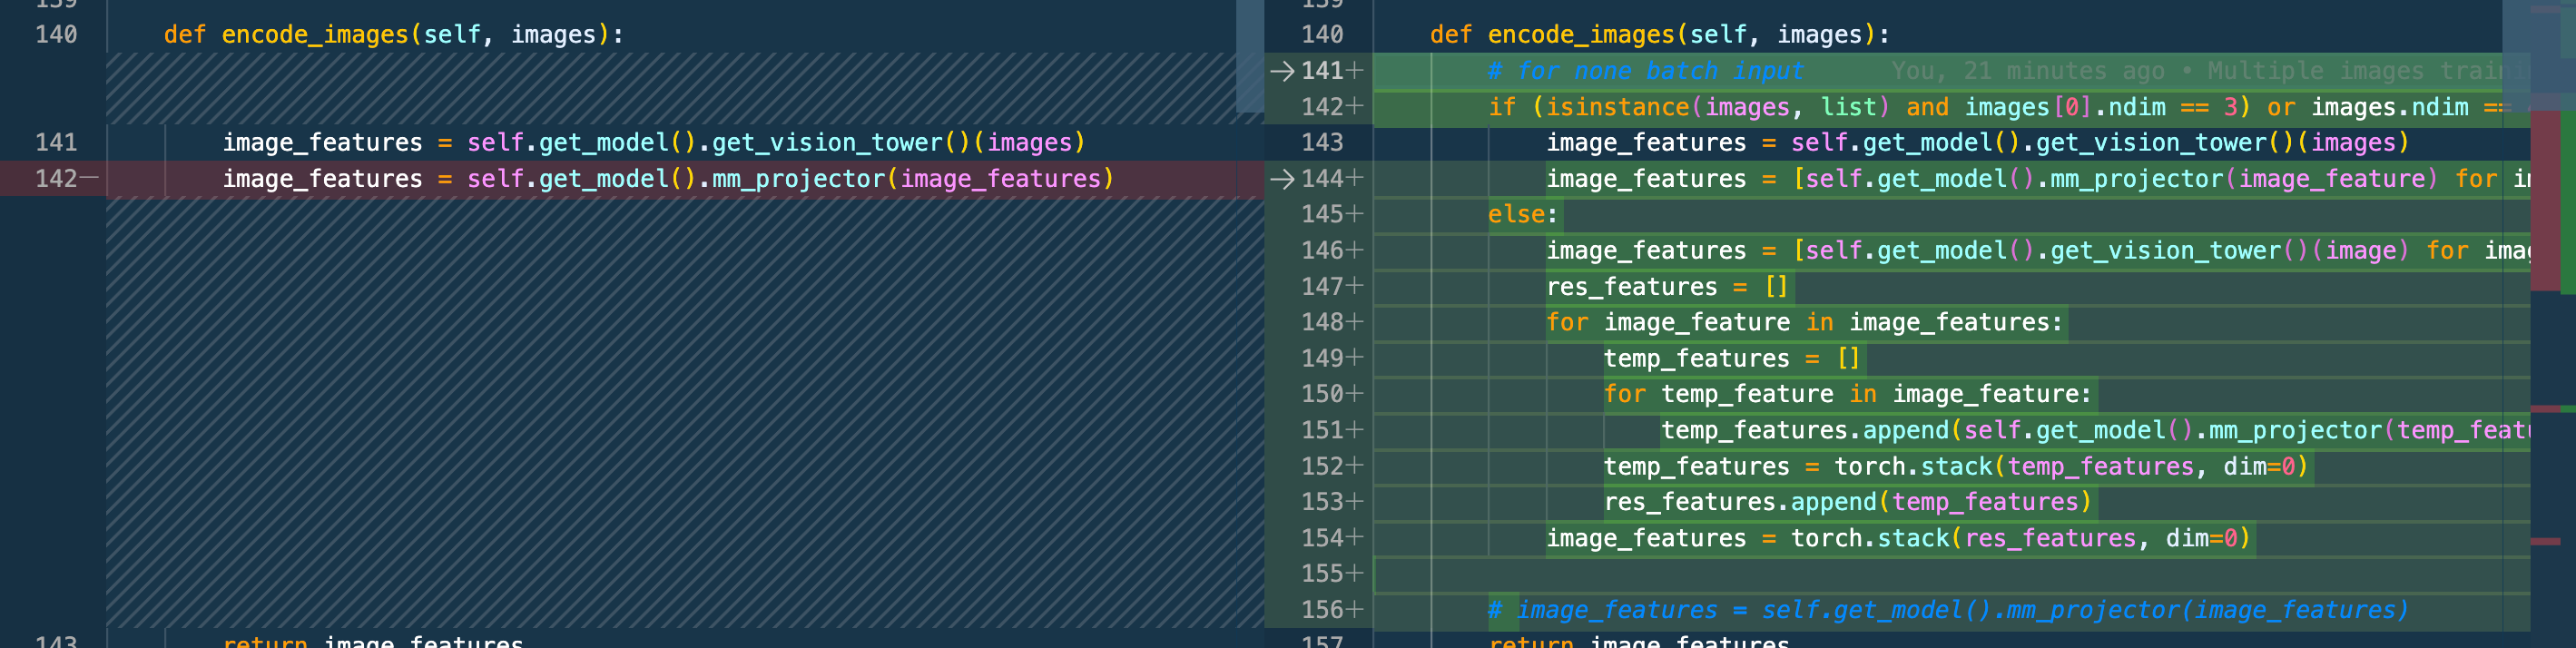 139
140 def encode_images(self, images):
141 image_features = self.get_model().get_vision_tower()(images)
142— image_features = self.get_model().mm_projector(image_features)
143 return image_features
139
140 def encode_images(self, images):
→141+ # for none batch input You, 21 minutes ago • Multiple images train
142+ if (isinstance(images, list) and images[0].ndim == 3) or images.ndim ==
143 image_features = self.get_model().get_vision_tower()(images)
→144+ image_features = [self.get_model().mm_projector(image_feature) for
145+ else:
146+ image_features = [self.get_model().get_vision_tower()(image) for
147+ res_features = []
148+ for image_feature in image_features:
149+ temp_features = []
150+ for temp_feature in image_feature:
151+ temp_features.append(self.get_model().mm_projector(temp_feat
152+ temp_features = torch.stack(temp_features, dim=0)
153+ res_features.append(temp_features)
154+ image_features = torch.stack(res_features, dim=0)
155+
156+ # image_features = self.get_model().mm_projector(image_features)
157 return image_features